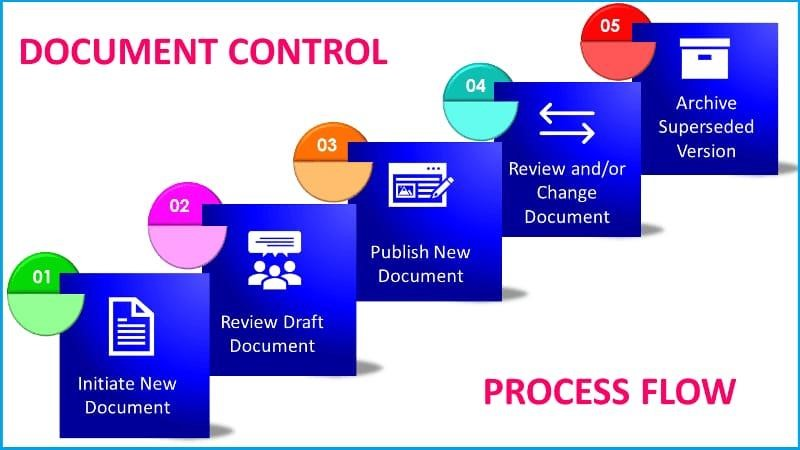 DOCUMENT CONTROL
01
Initiate New
Document
02
Review Draft
Document
03
Publish New
Document
04
Review and/or
Change
Document
05
Archive
Superseded
Version
PROCESS FLOW